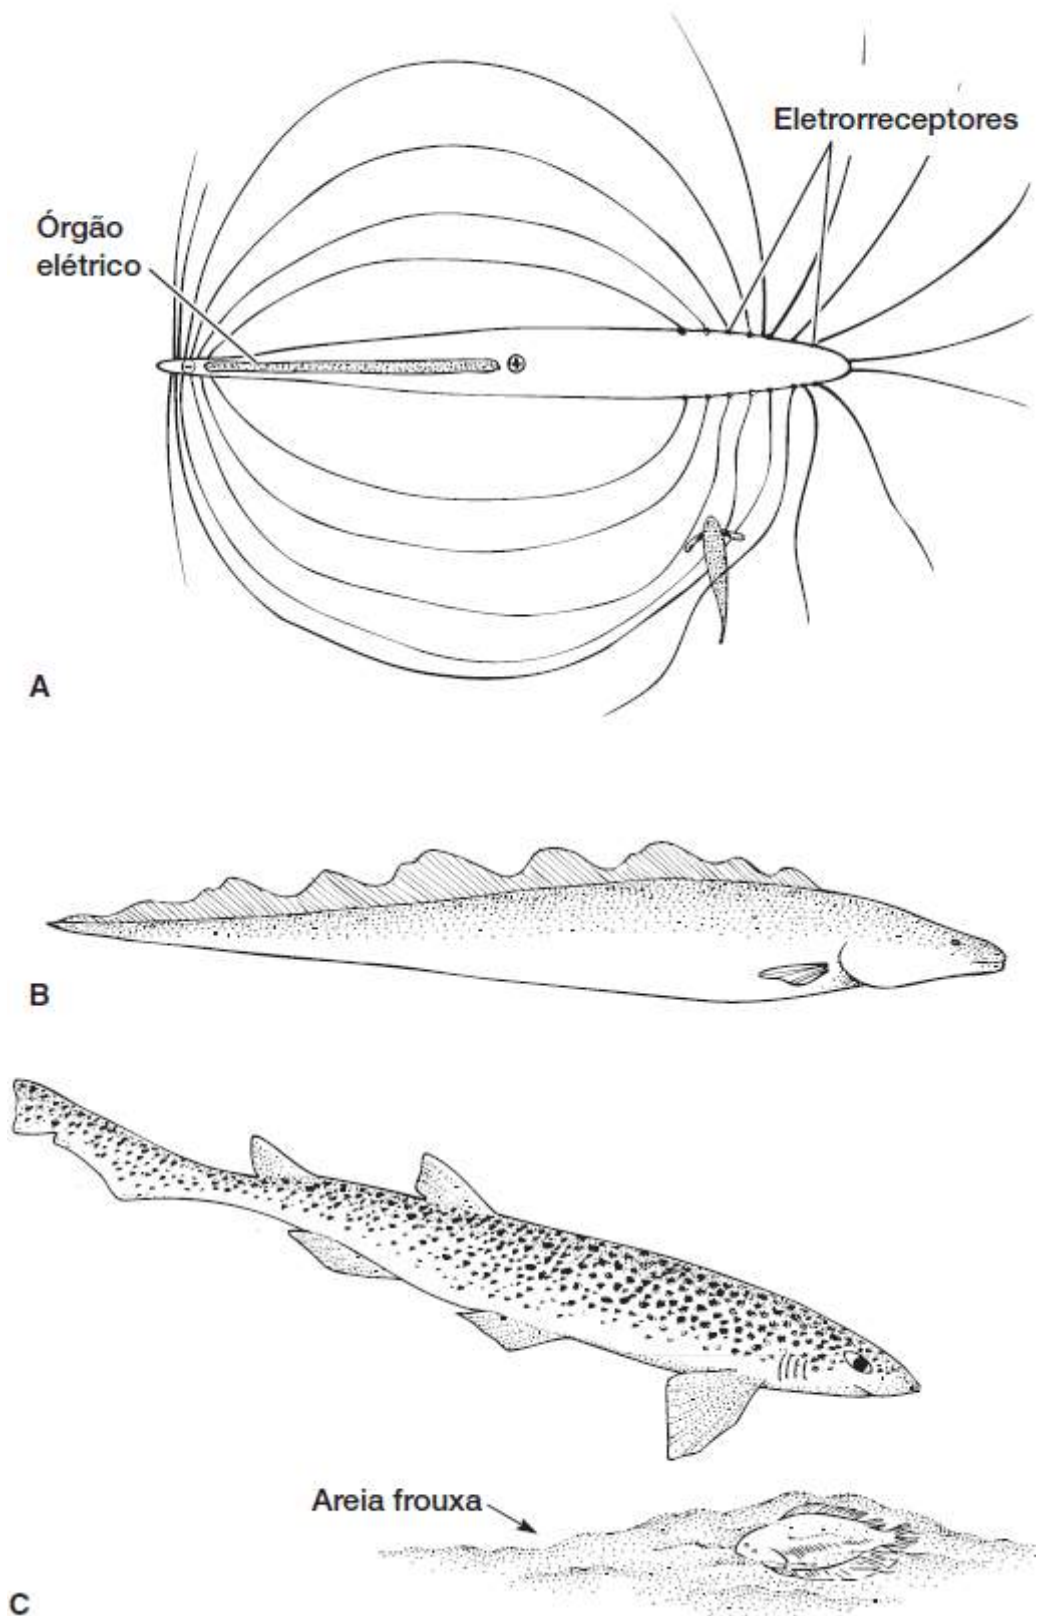 Eletrorreceptores
Órgão
elétrico
A
B
Areia frouxa
C